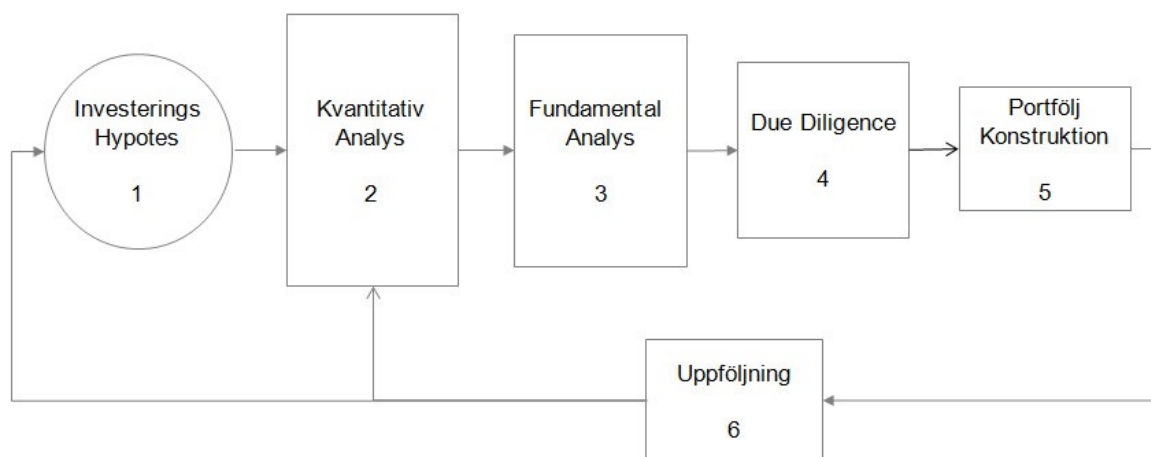 Investerings
Hypotes
1
Kvantitativ
Analys
2
Fundamental
Analys
3
Due Diligence
4
Portfölj
Konstruktion
5
Uppföljning
6